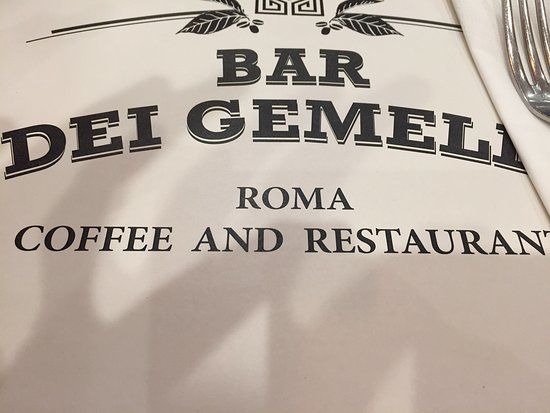 BAR
DEI GEMELL
ROMA
COFFEE AND RESTAURANT